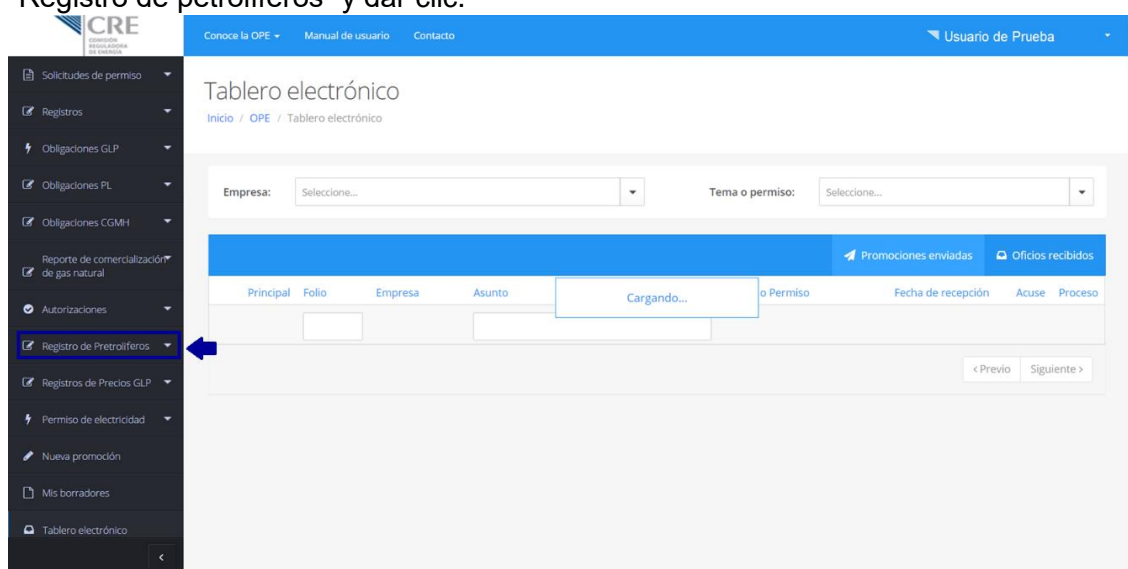 "Registro de petrolíferos" y dar clic.
CRE
COMISIÓN
REGULADORA
DE ENERGÍA
Conoce la OPE Manual de usuario Contacto
Usuario de Prueba
Solicitudes de permiso
Registros
Obligaciones GLP
Obligaciones PL
Obligaciones CGMH
Reporte de comercialización
de gas natural
Autorizaciones
Registro de Pretrolíferos
Registros de Precios GLP
Permiso de electricidad
Nueva promoción
Mis borradores
Tablero electrónico
Tablero electrónico
Inicio / OPE / Tablero electrónico
Empresa: Seleccione... Tema o permiso: Seleccione...
Promociones enviadas Oficios recibidos
Principal Folio Empresa Asunto o Permiso Fecha de recepción Acuse Proceso
Cargando...
< Previo Siguiente >